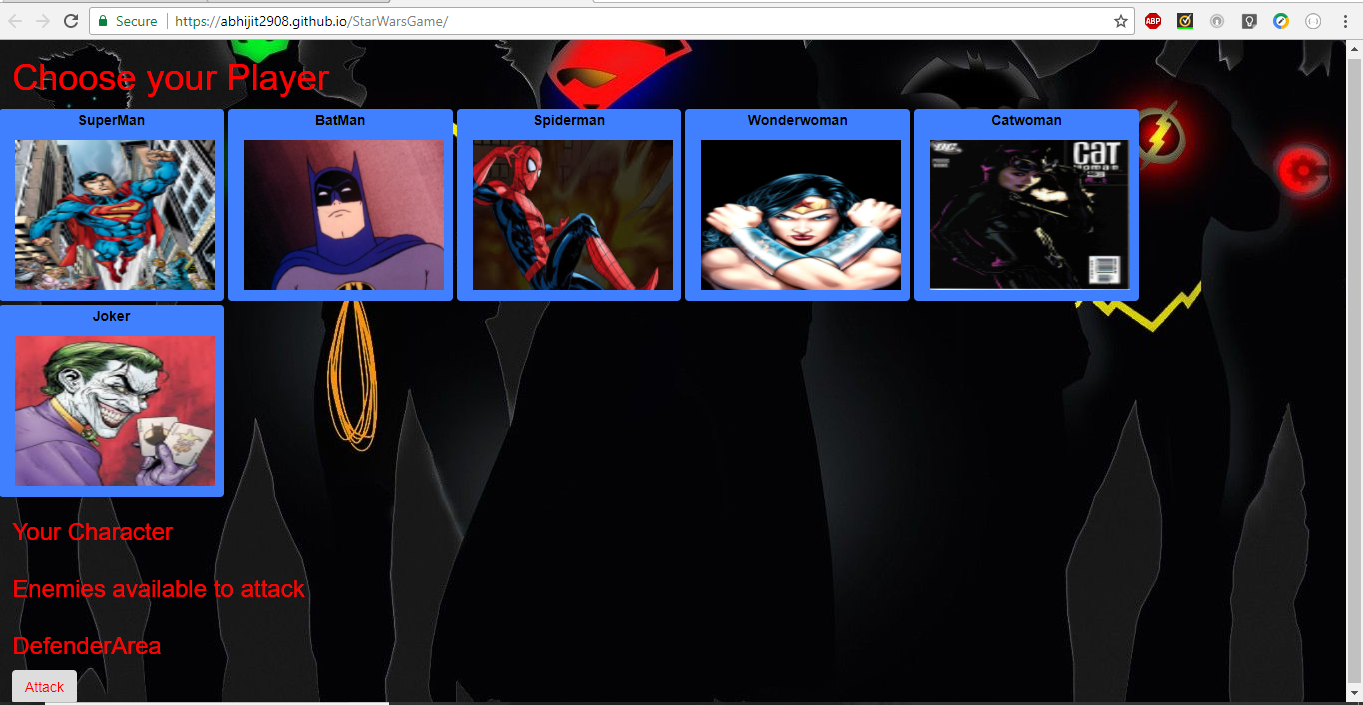 Secure https://abhijit2908.github.io/StarWarsGame/
ABP
Choose your Player
SuperMan BatMan Spiderman Wonderwoman Catwoman
DC
CAT
Joker
Your Character
Enemies available to attack
DefenderArea
Attack